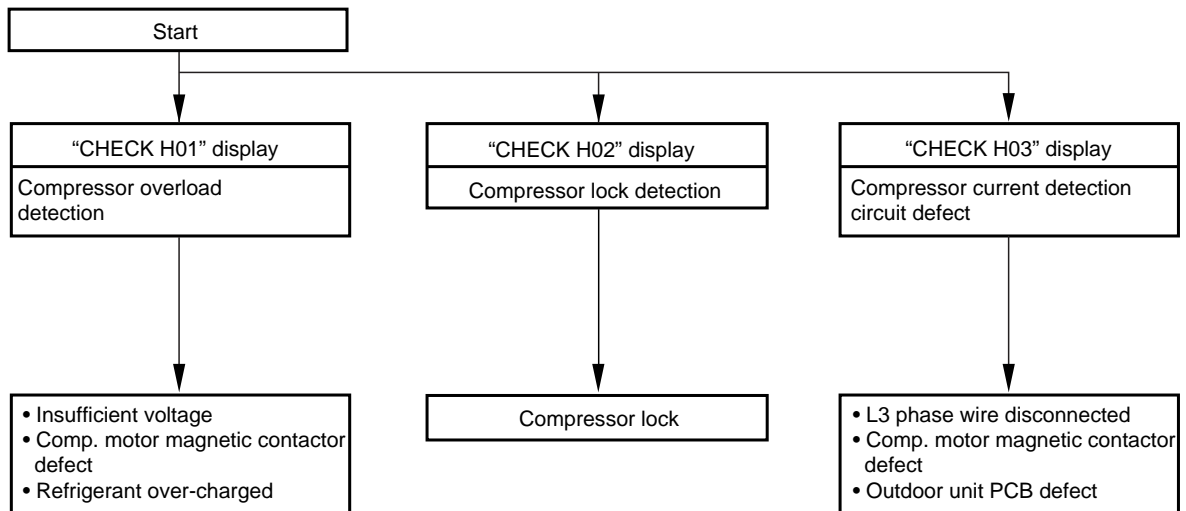 Start
“CHECK H01” display
Compressor overload
detection
“CHECK H02” display
Compressor lock detection
“CHECK H03” display
Compressor current detection
circuit defect
• Insufficient voltage
• Comp. motor magnetic contactor
defect
• Refrigerant over-charged
Compressor lock
• L3 phase wire disconnected
• Comp. motor magnetic contactor
defect
• Outdoor unit PCB defect